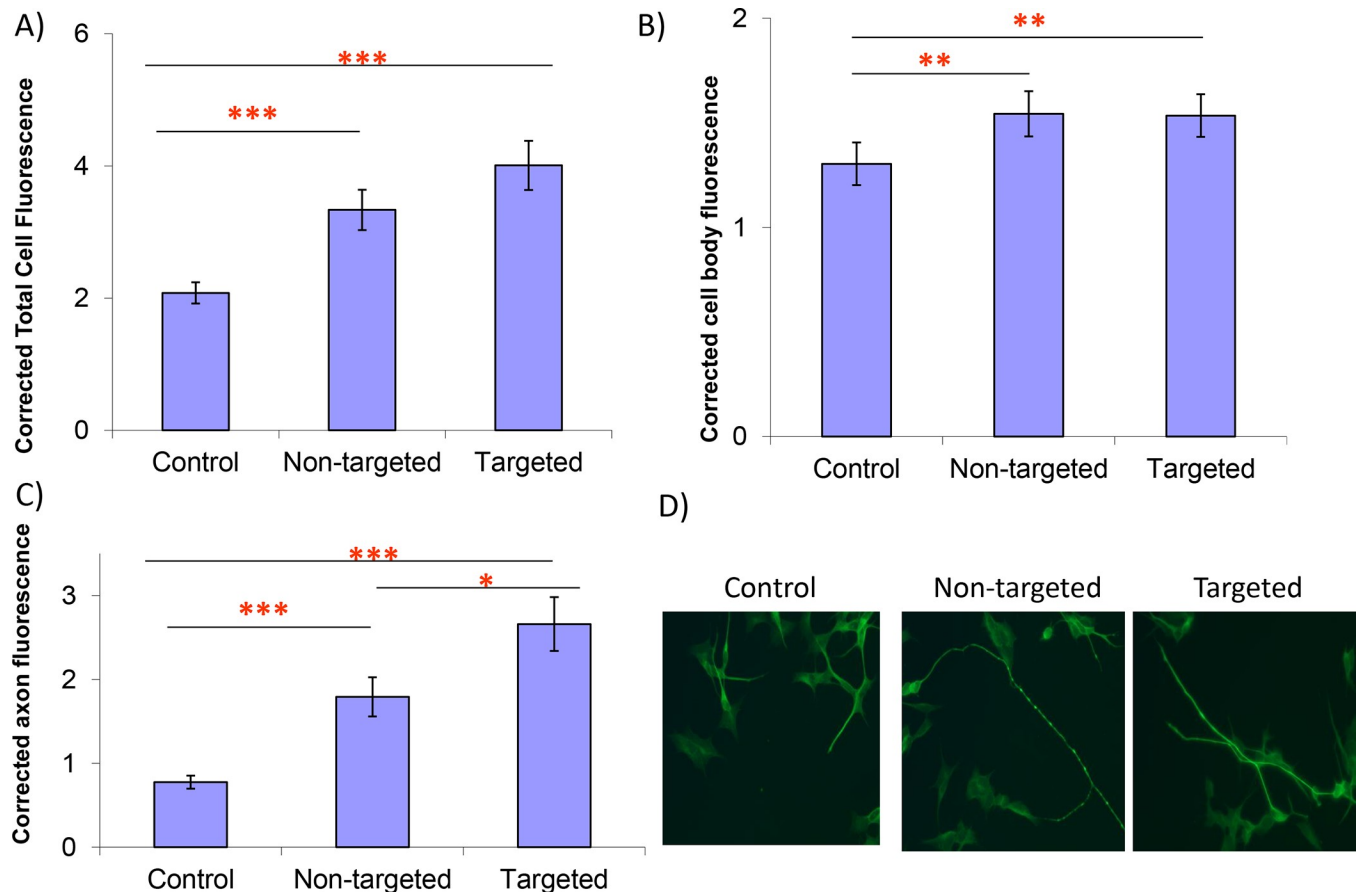 A)
Corrected Total Cell Fluorescence
6
4
2
0
***
***
Control Non-targeted Targeted
B)
Corrected cell body fluorescence
2
1
0
**
**
Control Non-targeted Targeted
C)
Corrected axon fluorescence
3
2
1
0
***
*
***
Control Non-targeted Targeted
D)
Control Non-targeted Targeted